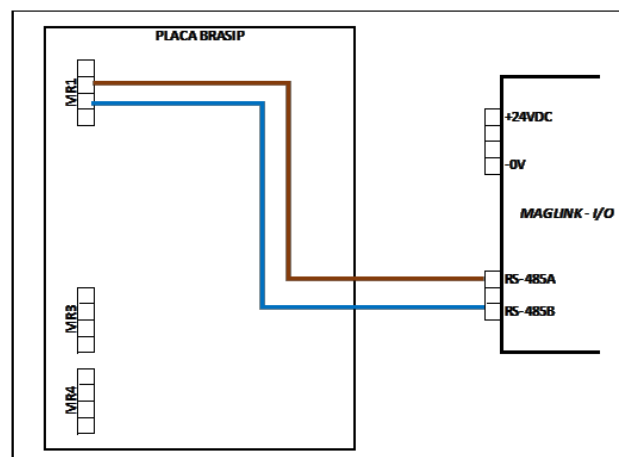 PLACA BRASIP
MR1
+24VDC
-0V
MAGLINK - I/O
RS-485A
RS-485B
MR3
MR4